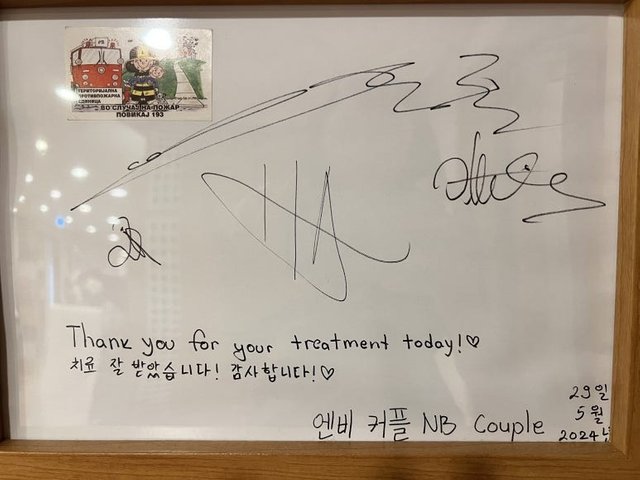 ТЕРИТОРИЈАЛНА
ПРОТИВПОЖАРНА
ЕДИНИЦА
ВО СЛУЧАЈ НА ПОЖАР
ПОВИКАЈ 193
Thank you for your treatment today!♡
치료 잘 받았습니다! 감사합니다!♡
엔비 커플 NB Couple
29일
5월
2024년